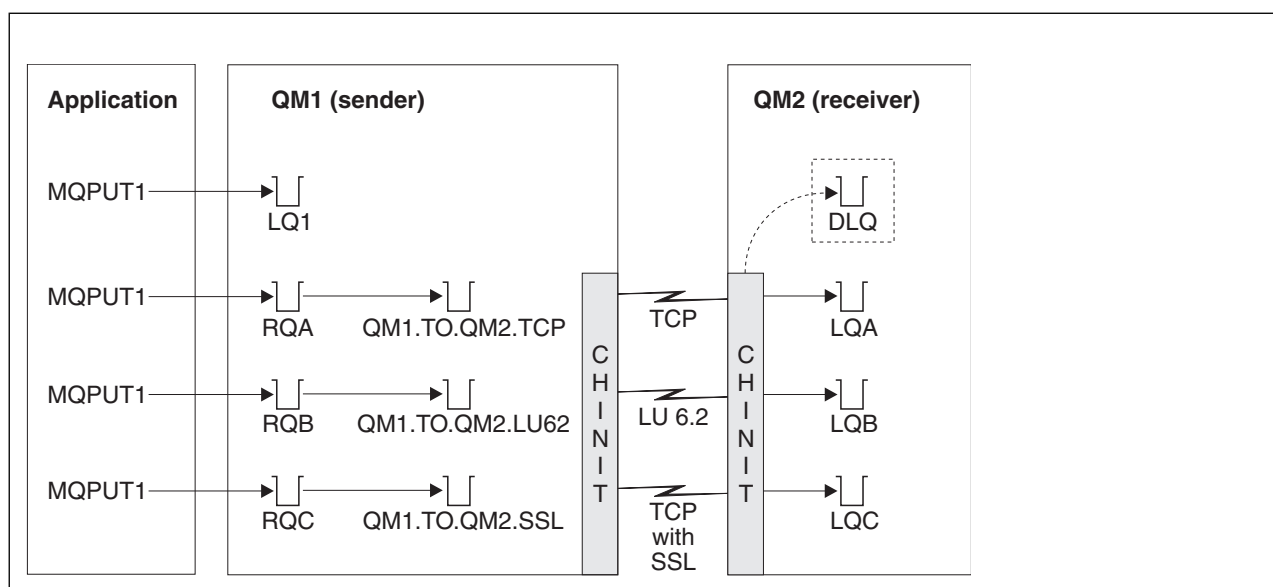 Application
QM1 (sender)
QM2 (receiver)
MQPUT1
LQ1
DLQ
MQPUT1
RQA
QM1.TO.QM2.TCP
TCP
LQA
MQPUT1
RQB
QM1.TO.QM2.LU62
LU 6.2
LQB
MQPUT1
RQC
QM1.TO.QM2.SSL
TCP
with
SSL
LQC
C
H
I
N
I
T
C
H
I
N
I
T